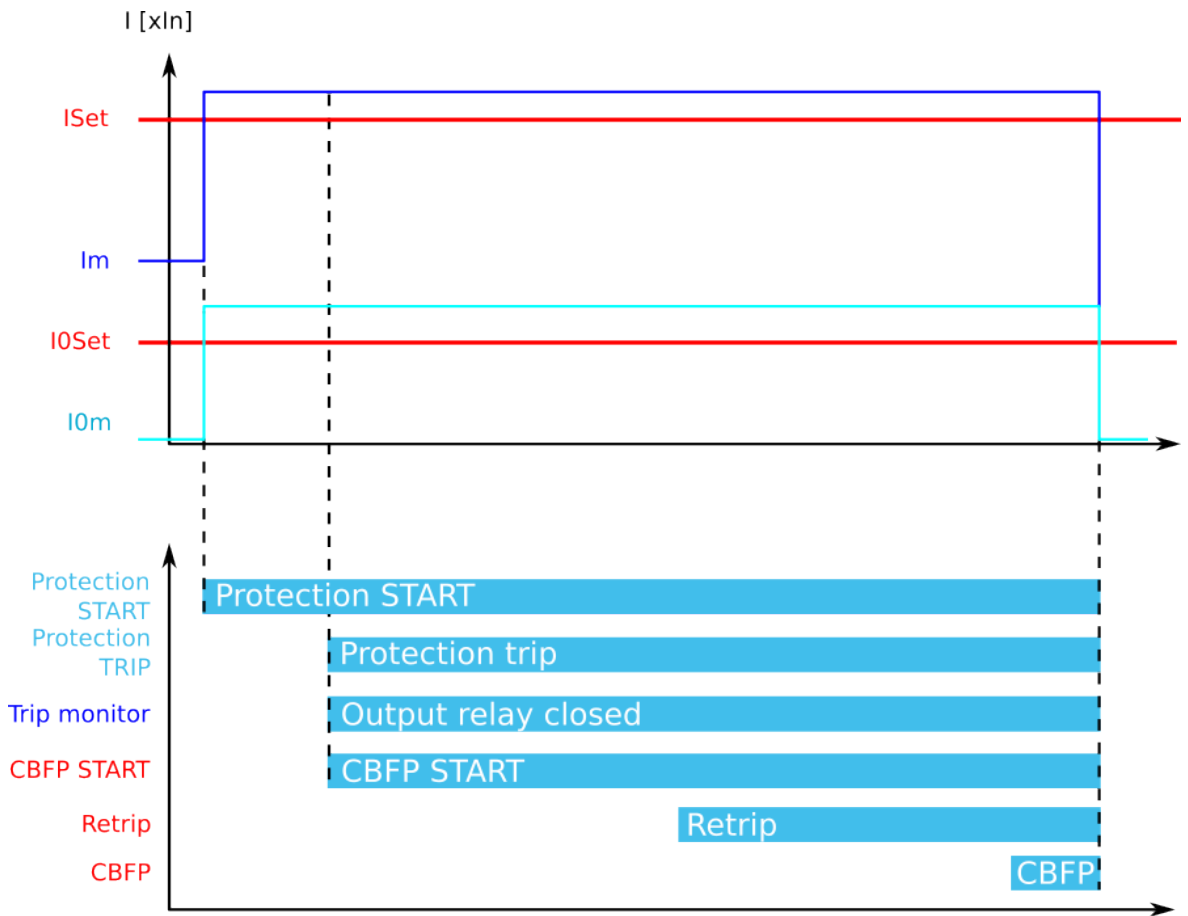 I [xIn]
ISet
Im
I0Set
I0m
Protection
START
Protection START
Protection
TRIP
Protection trip
Trip monitor
Output relay closed
CBFP START
CBFP START
Retrip
Retrip
CBFP
CBFP